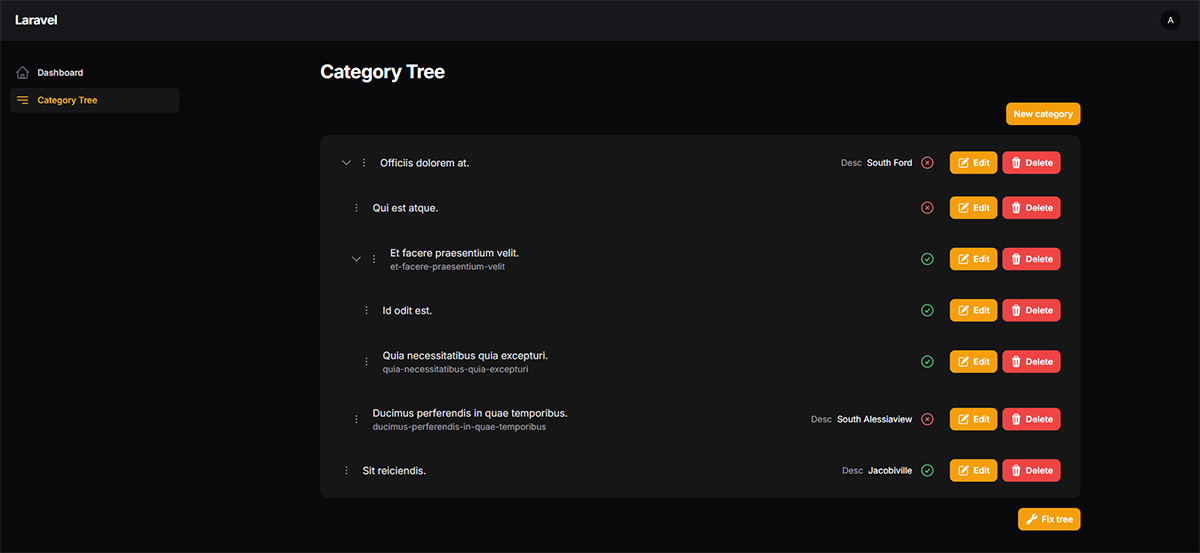 Laravel
A
Dashboard
Category Tree
Category Tree
New category
Officiis dolorem at.
Desc South Ford
Edit
Delete
Qui est atque.
Edit
Delete
Et facere praesentium velit.
et-facere-praesentium-velit
Edit
Delete
Id odit est.
Edit
Delete
Quia necessitatibus quia excepturi.
quia-necessitatibus-quia-excepturi
Edit
Delete
Ducimus perferendis in quae temporibus.
ducimus-perferendis-in-quae-temporibus
Desc South Alessiaview
Edit
Delete
Sit reiciendis.
Desc Jacobiville
Edit
Delete
Fix tree